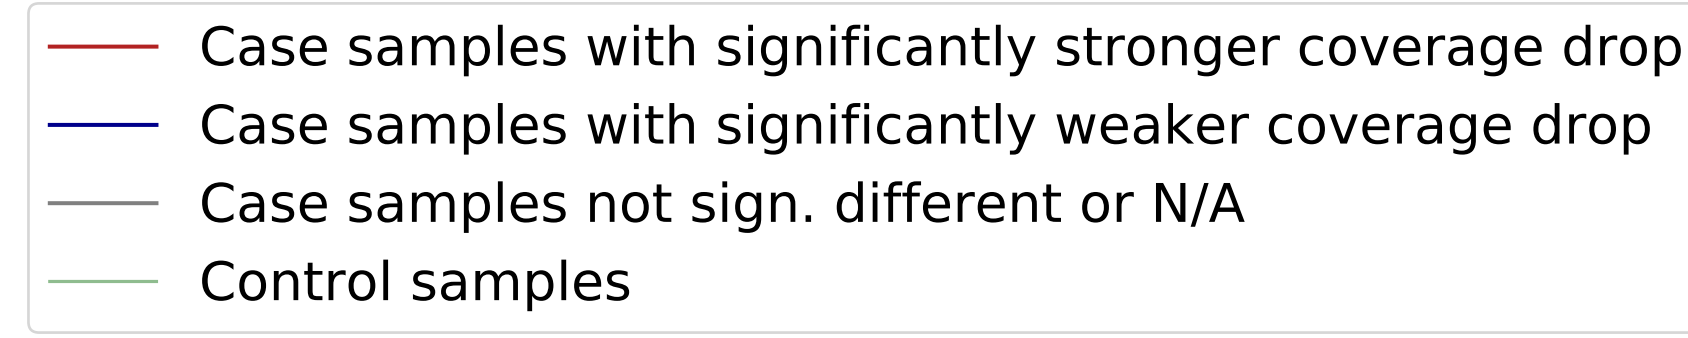 Case samples with significantly stronger coverage drop
Case samples with significantly weaker coverage drop
Case samples not sign. different or N/A
Control samples